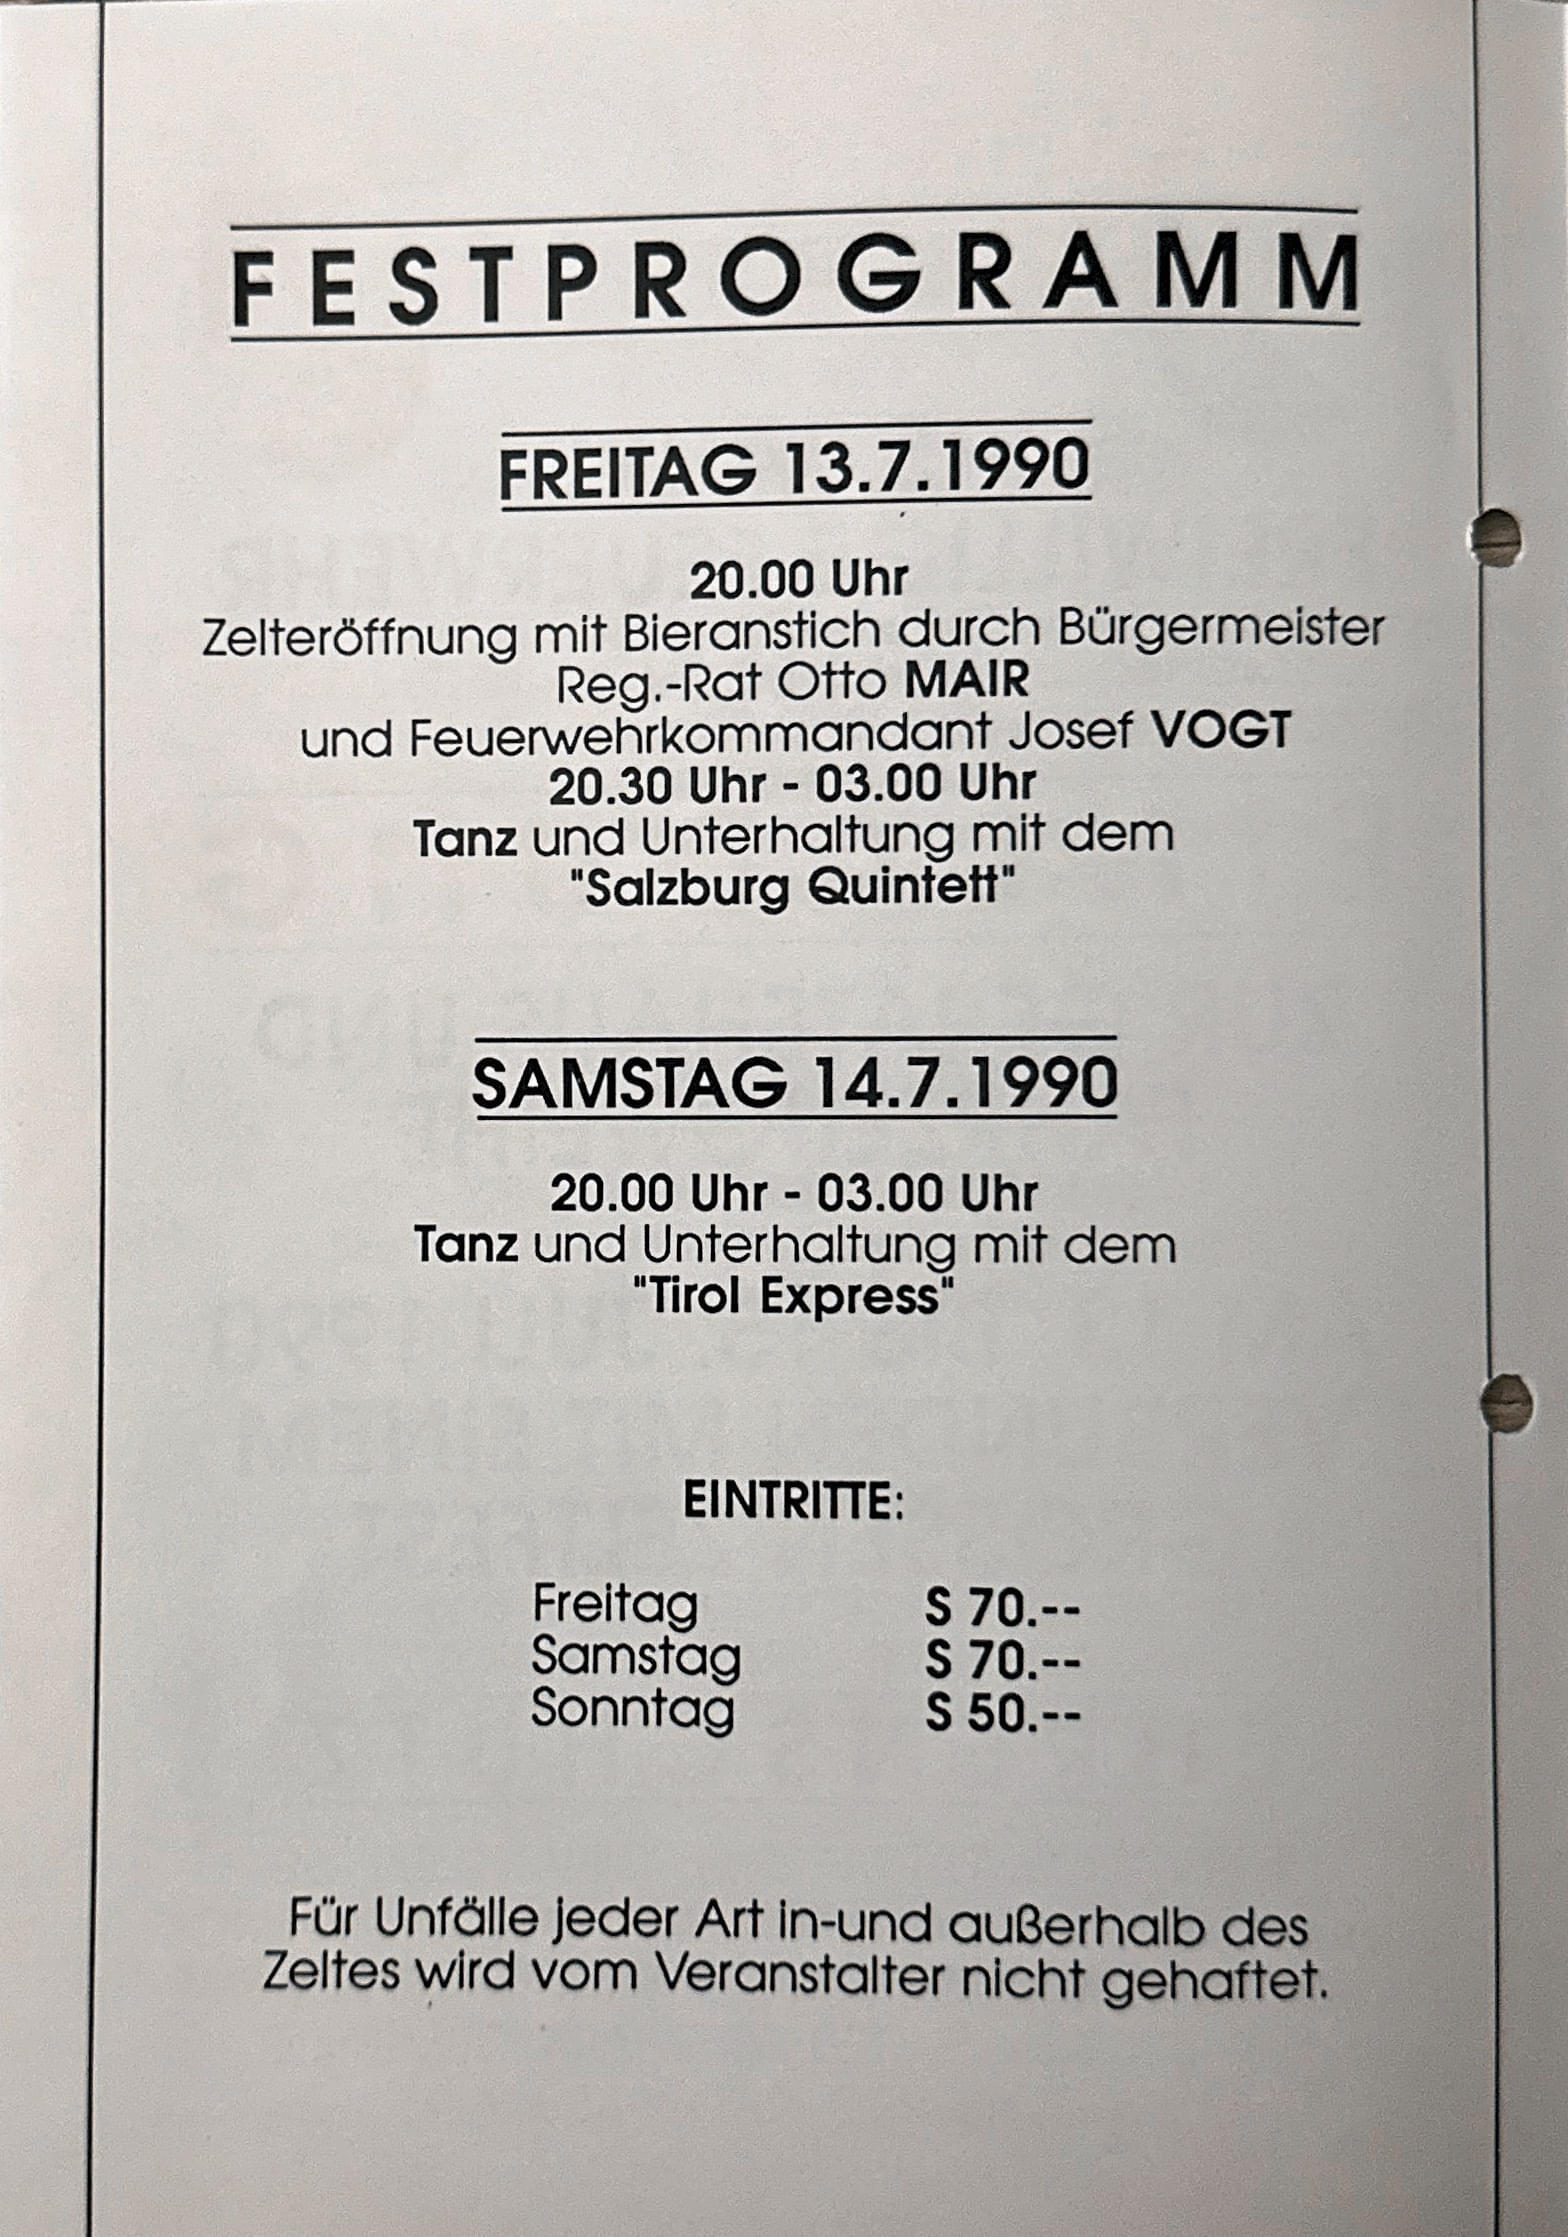 FESTPROGRAMM
FREITAG 13.7.1990
20.00 Uhr
Zelteröffnung mit Bieranstich durch Bürgermeister
Reg.-Rat Otto MAIR
und Feuerwehrkommandant Josef VOGT
20.30 Uhr - 03.00 Uhr
Tanz und Unterhaltung mit dem
"Salzburg Quintett"
SAMSTAG 14.7.1990
20.00 Uhr - 03.00 Uhr
Tanz und Unterhaltung mit dem
"Tirol Express"
EINTRITTE:
Freitag S 70.--
Samstag S 70.--
Sonntag S 50.--
Für Unfälle jeder Art in-und außerhalb des
Zeltes wird vom Veranstalter nicht gehaftet.